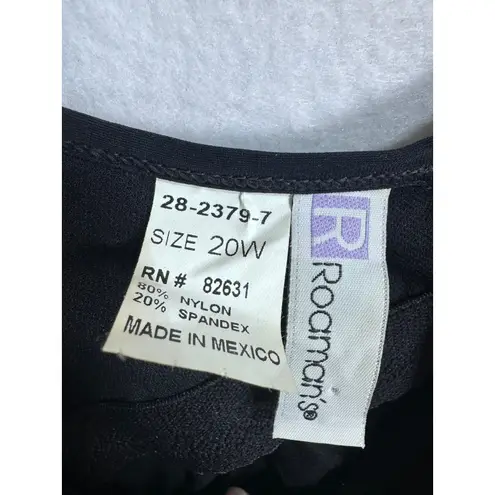 28-2379-7
SIZE 20W
RN# 82631
80% NYLON
20% SPANDEX
MADE IN MEXICO
R
Roaman's®